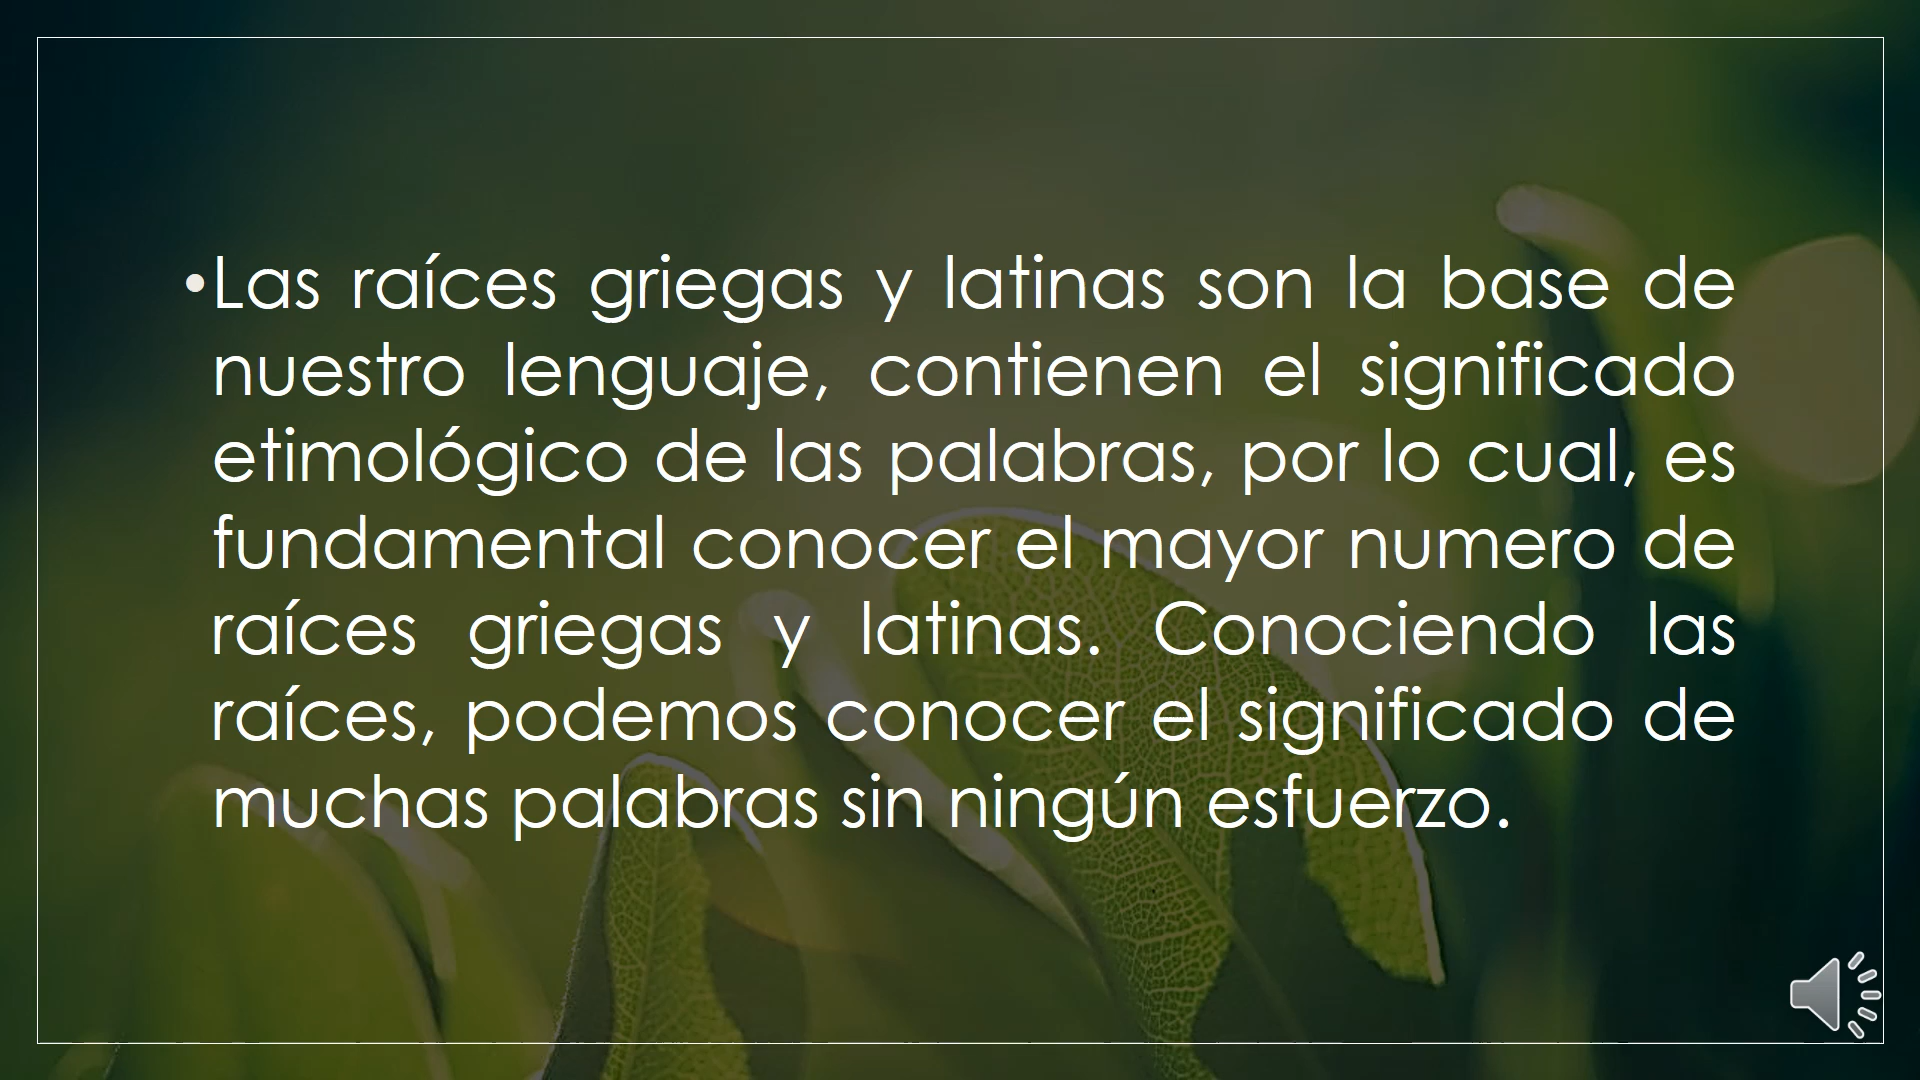 •Las raíces griegas y latinas son la base de
nuestro lenguaje, contienen el significado
etimológico de las palabras, por lo cual, es
fundamental conocer el mayor numero de
raíces griegas y latinas. Conociendo las
raíces, podemos conocer el significado de
muchas palabras sin ningún esfuerzo.